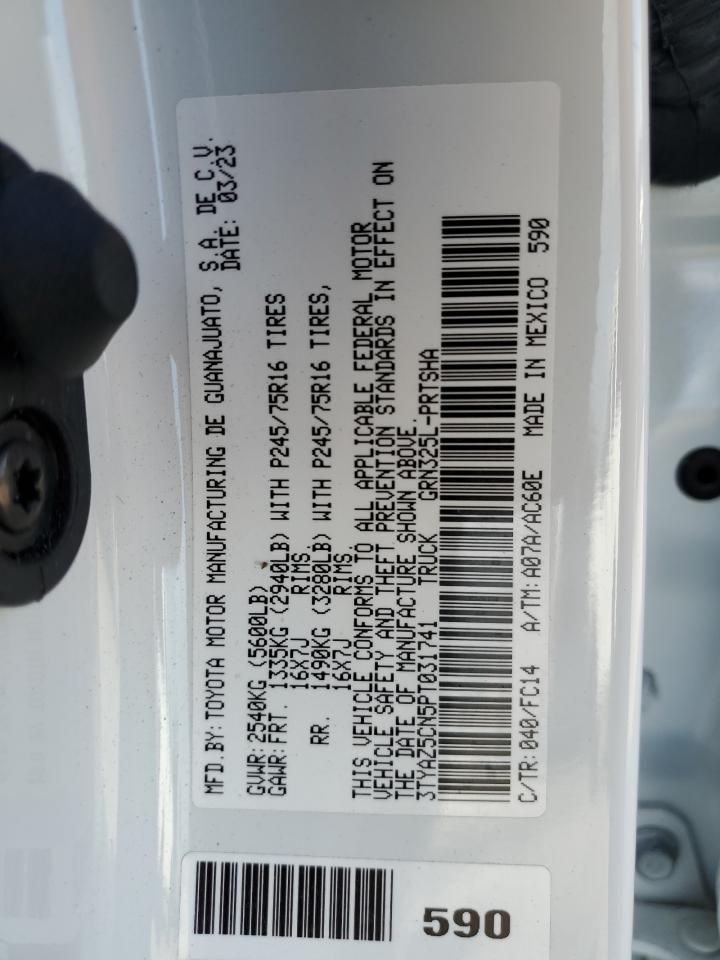 MFD.BY:TOYOTA MOTOR MANUFACTURING DE GUANAJUATO, S.A. DE C.V.
DATE: 03/23
GVWR:2540KG (5600LB)
GAWR:FRT. 1335KG (2940LB) WITH P245/75R16 TIRES
16X7J RIMS.
RR. 1490KG (3280LB) WITH P245/75R16 TIRES,
16X7J RIMS.
THIS VEHICLE CONFORMS TO ALL APPLICABLE FEDERAL MOTOR
VEHICLE SAFETY AND THEFT PREVENTION STANDARDS IN EFFECT ON
THE DATE OF MANUFACTURE SHOWN ABOVE.
3TYAZ5CN5PT031741 TRUCK GRN325L-PRTSHA
C/TR:040/FC14 A/TM:A07A/AC60E MADE IN MEXICO 590
590